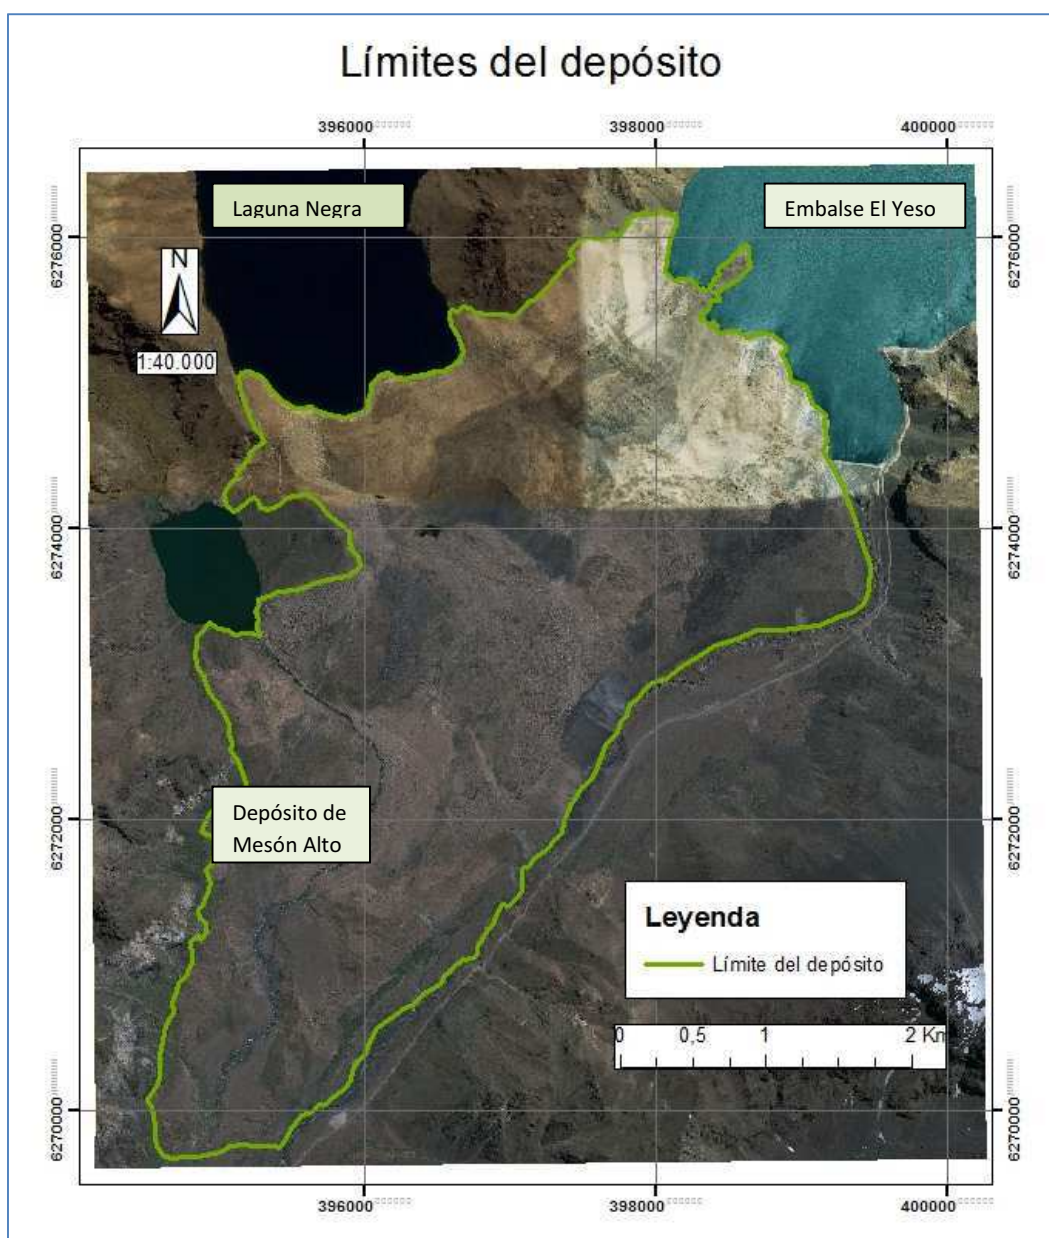 Límites del depósito
396000
398000
400000
Laguna Negra
Embalse El Yeso
6276000
6276000
N
1:40.000
6274000
6274000
6272000
6272000
Depósito de
Mesón Alto
Leyenda
Límite del depósito
0 0,5 1 2 Km
6270000
6270000
396000
398000
400000